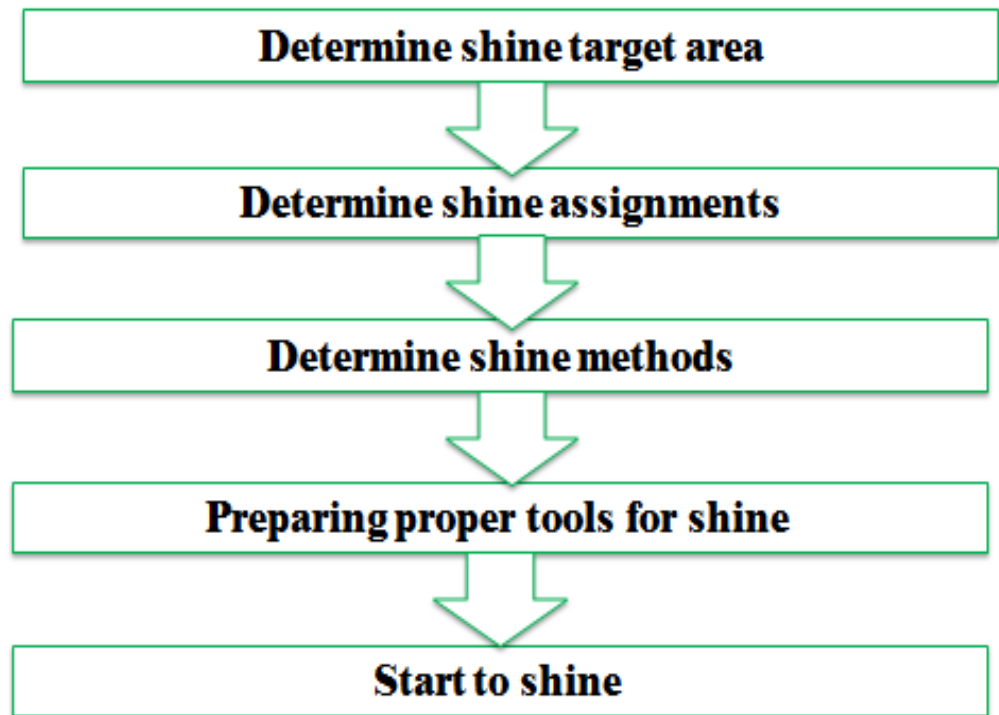 Determine shine target area
Determine shine assignments
Determine shine methods
Preparing proper tools for shine
Start to shine